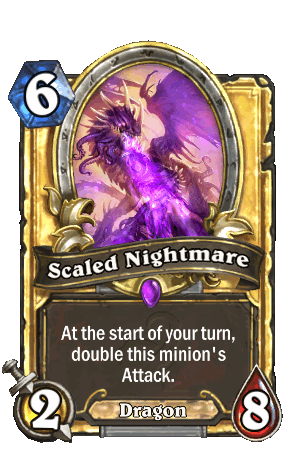 6
Scaled Nightmare
At the start of your turn,
double this minion's
Attack.
2
Dragon
8